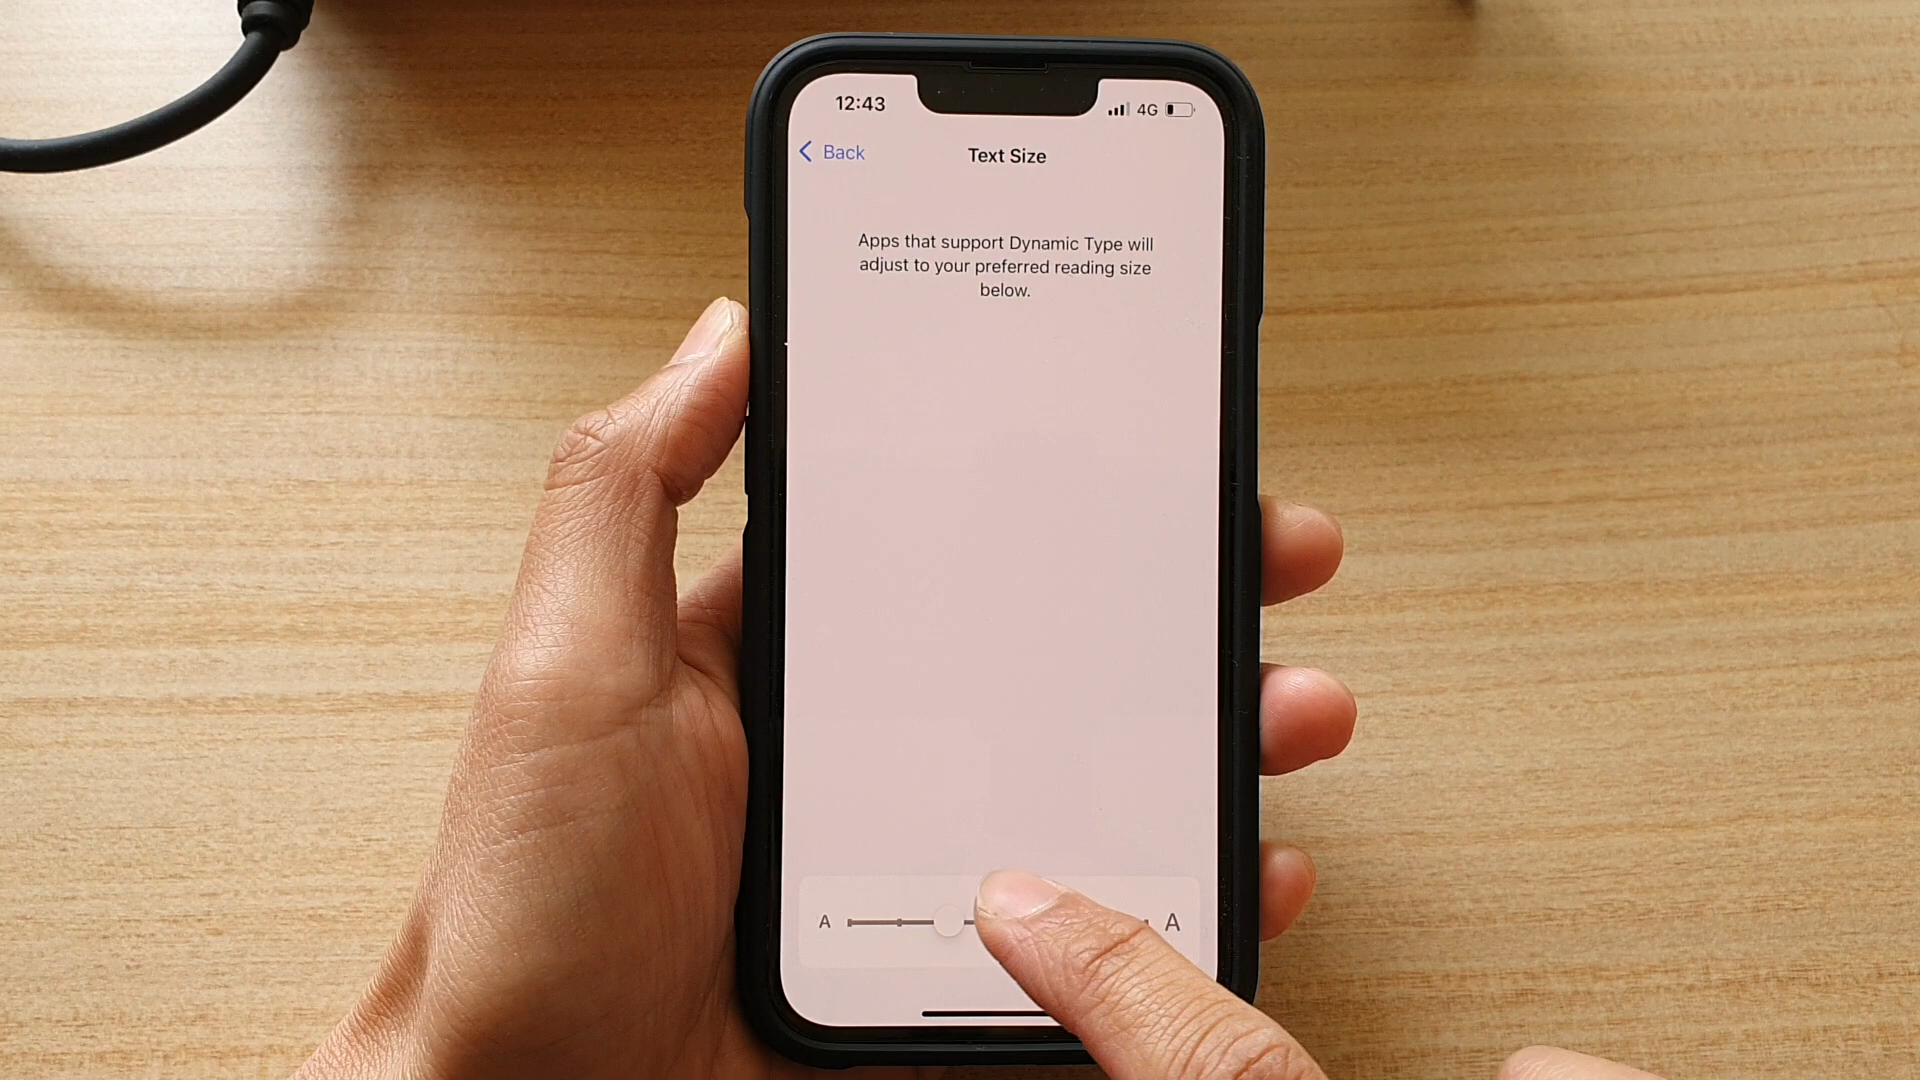 12:43
4G
Back
Text Size
Apps that support Dynamic Type will
adjust to your preferred reading size
below.
A
A